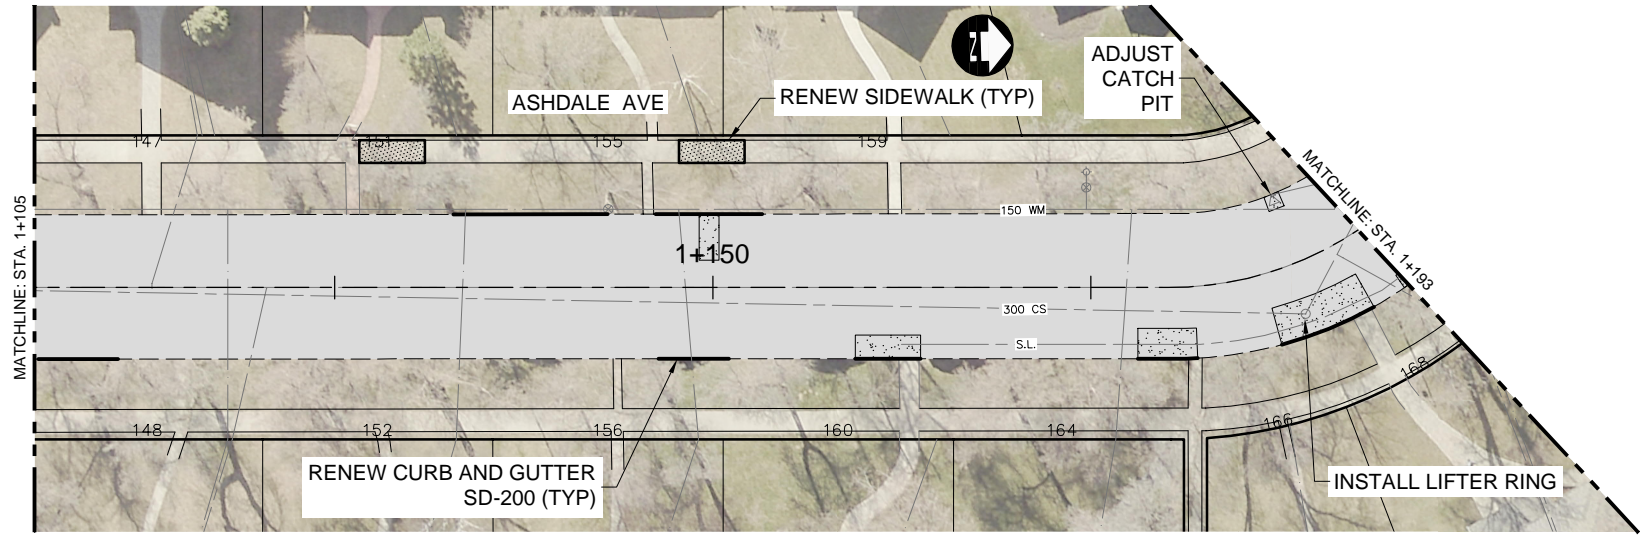 N
ADJUST
CATCH
PIT
ASHDALE AVE
RENEW SIDEWALK (TYP)
147
151
155
159
MATCHLINE: STA. 1+105
MATCHLINE: STA. 1+193
150 WM
1+150
300 CS
S.L.
148
152
156
160
164
166
168
RENEW CURB AND GUTTER
SD-200 (TYP)
INSTALL LIFTER RING